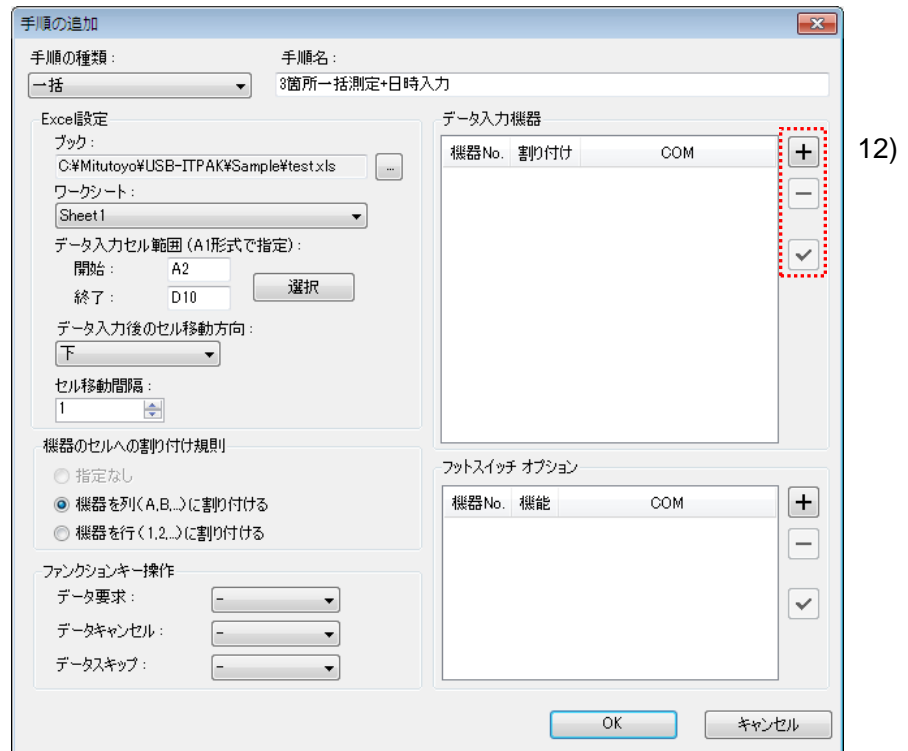 手順の追加
手順の種類：
一括
手順名：
3箇所一括測定+日時入力
Excel設定
ブック：
C:¥Mitutoyo¥USB-ITPAK¥Sample¥test.xls
...
ワークシート：
Sheet1
データ入力セル範囲（A1形式で指定）：
開始：
A2
終了：
D10
選択
データ入力後のセル移動方向：
下
セル移動間隔：
1
機器のセルへの割り付け規則
指定なし
機器を列（A,B,..）に割り付ける
機器を行（1,2,..）に割り付ける
ファンクションキー操作
データ要求：
-
データキャンセル：
-
データスキップ：
-
データ入力機器
機器No. 割り付け COM
12)
フットスイッチ オプション
機器No. 機能 COM
OK
キャンセル